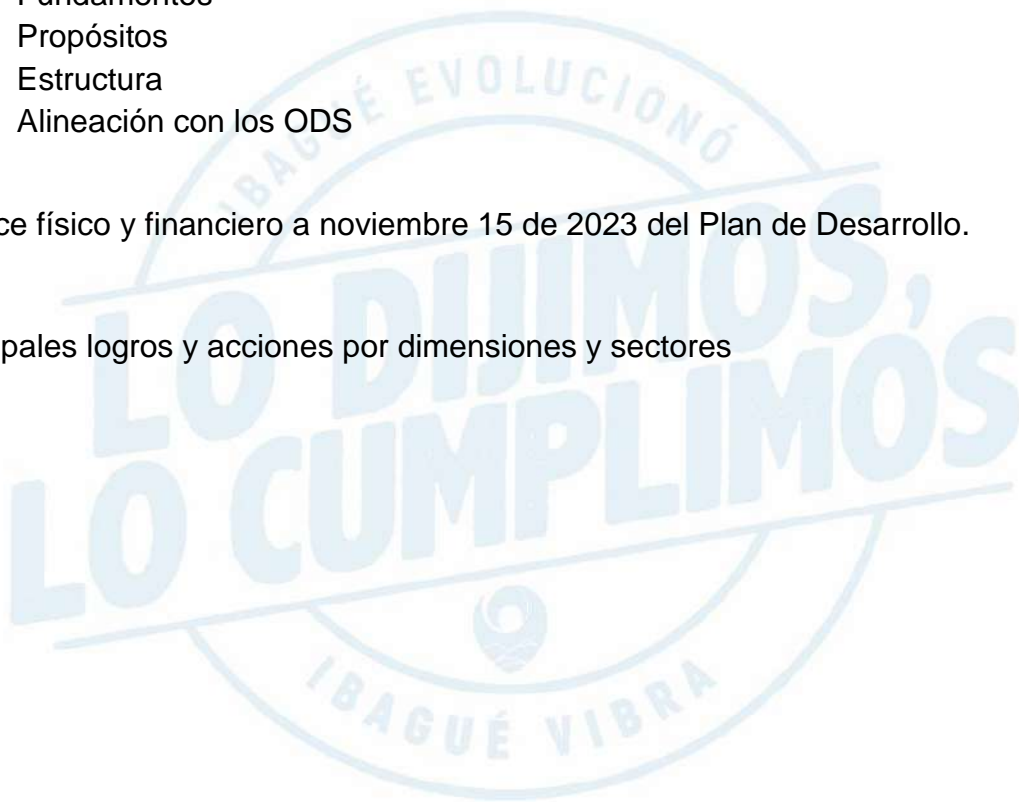 Fundamentos
Propósitos
Estructura
Alineación con los ODS
ce físico y financiero a noviembre 15 de 2023 del Plan de Desarrollo.
pales logros y acciones por dimensiones y sectores
IBAGUÉ EVOLUCIONÓ
LO DIJIMOS,
LO CUMPLIMOS
IBAGUÉ VIBRA